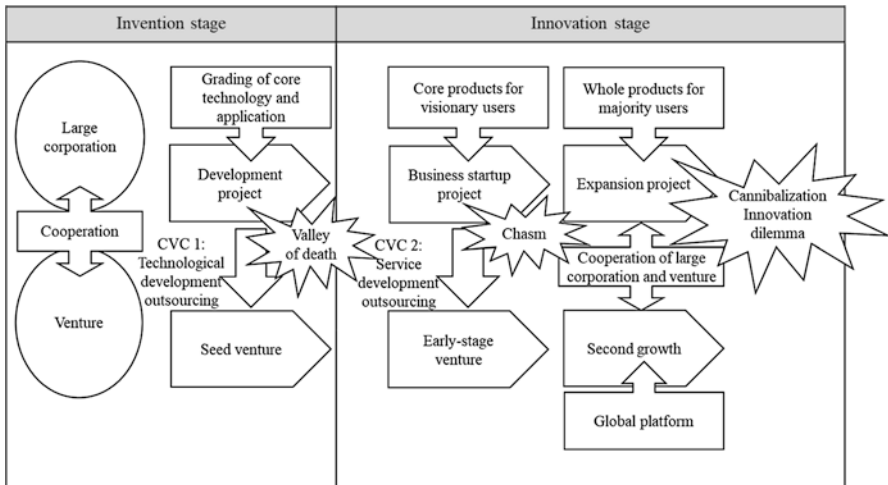 Invention stage
Innovation stage
Large
corporation
Cooperation
Venture
Grading of core
technology and
application
Development
project
CVC 1:
Technological
development
outsourcing
Valley
of death
Seed venture
Core products for
visionary users
Business startup
project
CVC 2:
Service
development
outsourcing
Chasm
Early-stage
venture
Whole products for
majority users
Expansion project
Cannibalization
Innovation
dilemma
Cooperation of large
corporation and venture
Second growth
Global platform